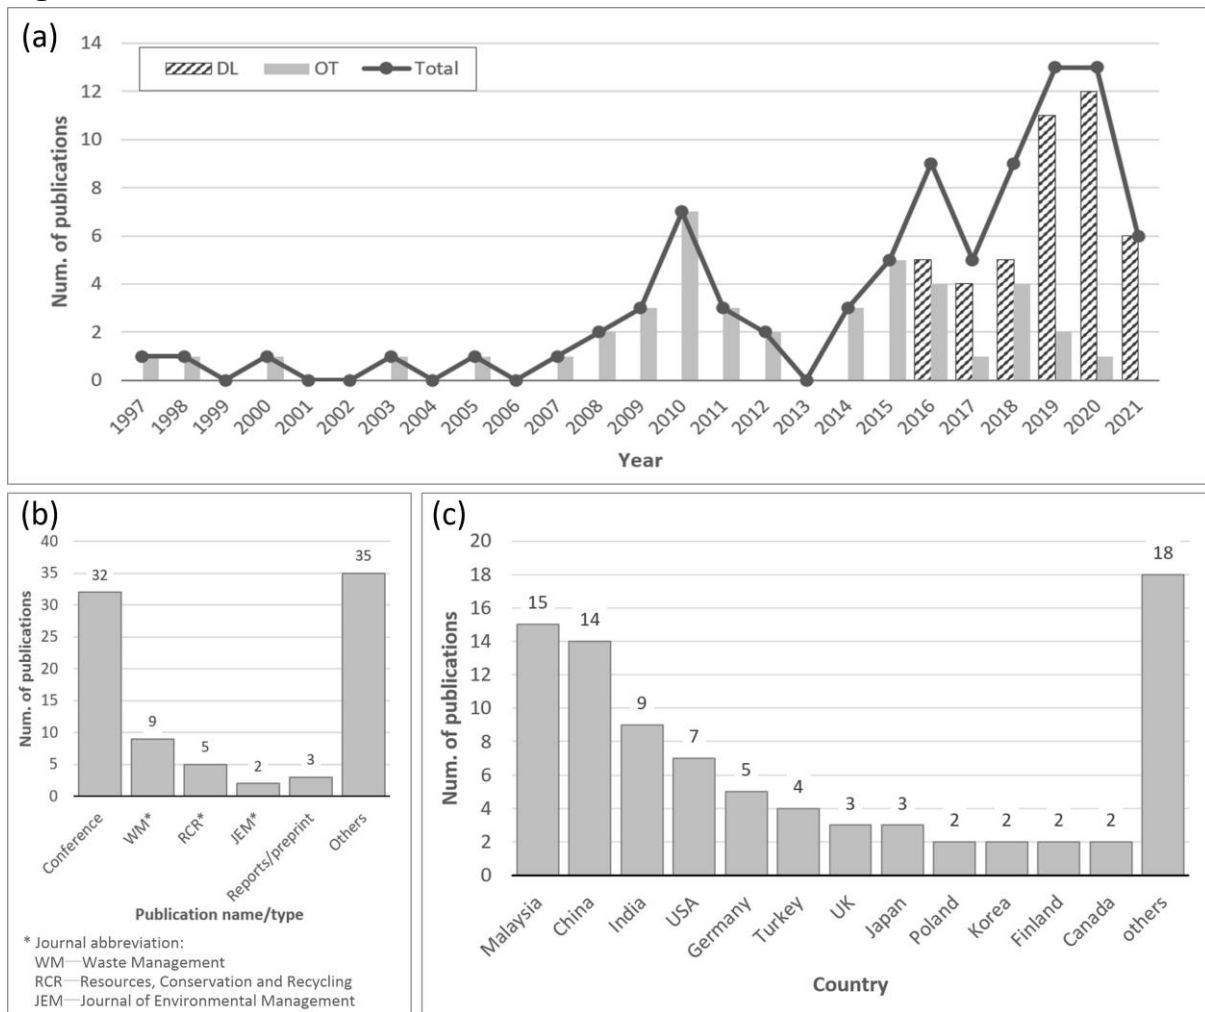 (a)
14
12
10
8
6
4
2
0
Num. of publications
DL OT Total
1997 1998 1999 2000 2001 2002 2003 2004 2005 2006 2007 2008 2009 2010 2011 2012 2013 2014 2015 2016 2017 2018 2019 2020 2021
Year
(b)
40
35
30
25
20
15
10
5
0
Num. of publications
32 9 5 2 3 35
Conference WM* RCR* JEM* Reports/preprint Others
Publication name/type
* Journal abbreviation:
WM—Waste Management
RCR—Resources, Conservation and Recycling
JEM—Journal of Environmental Management
(c)
20
18
16
14
12
10
8
6
4
2
0
Num. of publications
15 14 9 7 5 4 3 3 2 2 2 2 18
Malaysia China India USA Germany Turkey UK Japan Poland Korea Finland Canada others
Country